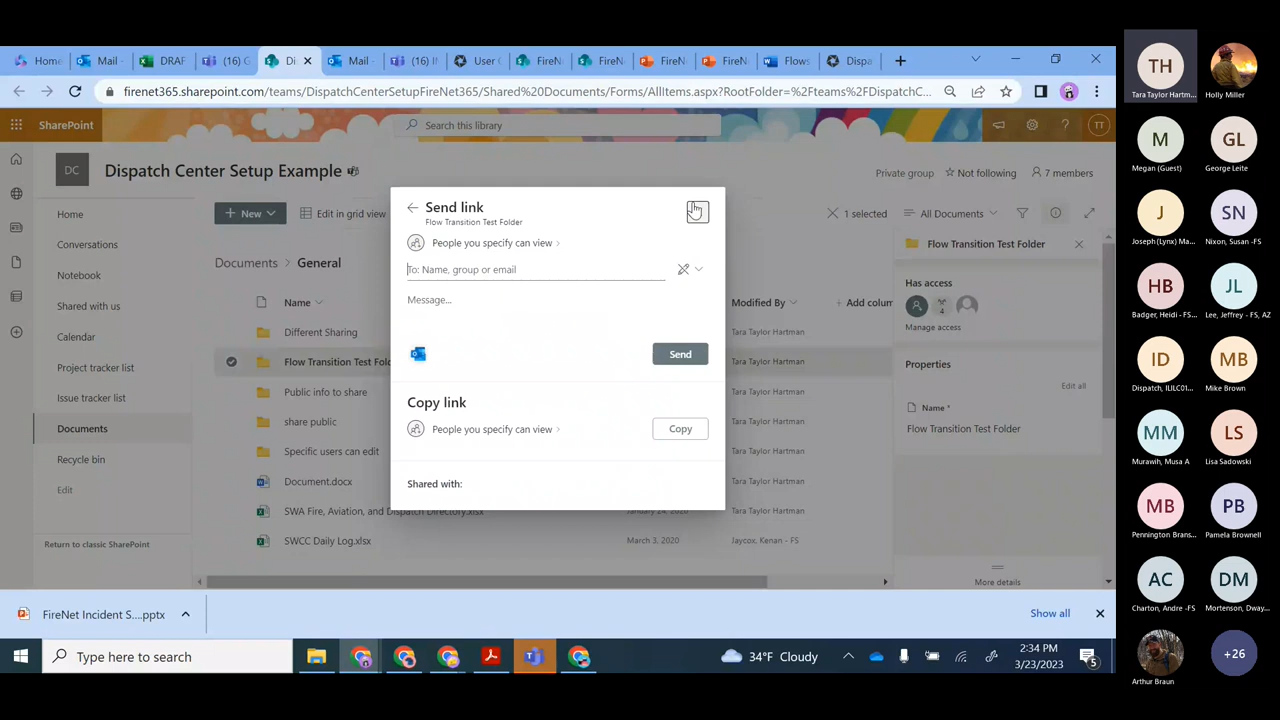 Home
Mail -
DRAF
(16) G
Di
Mail -
(16) I
User
FireN
FireN
FireN
FireN
Flows
Dispa
firenet365.sharepoint.com/teams/DispatchCenterSetupFireNet365/Shared%20Documents/Forms/AllItems.aspx?RootFolder=%2Fteams%2FDispatchC...
SharePoint
Search this library
TT
DC
Dispatch Center Setup Example
Private group
Not following
7 members
Home
Conversations
Notebook
Shared with us
Calendar
Project tracker list
Issue tracker list
Documents
Recycle bin
Edit
Return to classic SharePoint
New
Edit in grid view
1 selected
All Documents
Documents > General
Name
Modified By
Add colum
Different Sharing
Tara Taylor Hartman
Flow Transition Test Fol
Tara Taylor Hartman
Public info to share
Tara Taylor Hartman
share public
Tara Taylor Hartman
Specific users can edit
Tara Taylor Hartman
Document.docx
Tara Taylor Hartman
SWA Fire, Aviation, and Dispatch Directory.xlsx
January 24, 2020
Tara Taylor Hartman
SWCC Daily Log.xlsx
March 3, 2020
Jaycox, Kenan - FS
Send link
Flow Transition Test Folder
People you specify can view
To: Name, group or email
Message...
Send
Copy link
People you specify can view
Copy
Shared with:
Flow Transition Test Folder
Has access
4
Manage access
Properties
Edit all
Name *
Flow Transition Test Folder
More details
FireNet Incident S....pptx
Show all
Type here to search
34°F Cloudy
2:34 PM
3/23/2023
5
TH
Tara Taylor Hartm...
Holly Miller
M
Megan (Guest)
GL
George Leite
J
Joseph (Lynx) Ma...
SN
Nixon, Susan -FS
HB
Badger, Heidi - FS...
JL
Lee, Jeffrey - FS, AZ
ID
Dispatch, ILILC01...
MB
Mike Brown
MM
Murawih, Musa A
LS
Lisa Sadowski
MB
Pennington Brans...
PB
Pamela Brownell
AC
Charton, Andre -FS
DM
Mortenson, Dway...
Arthur Braun
+26